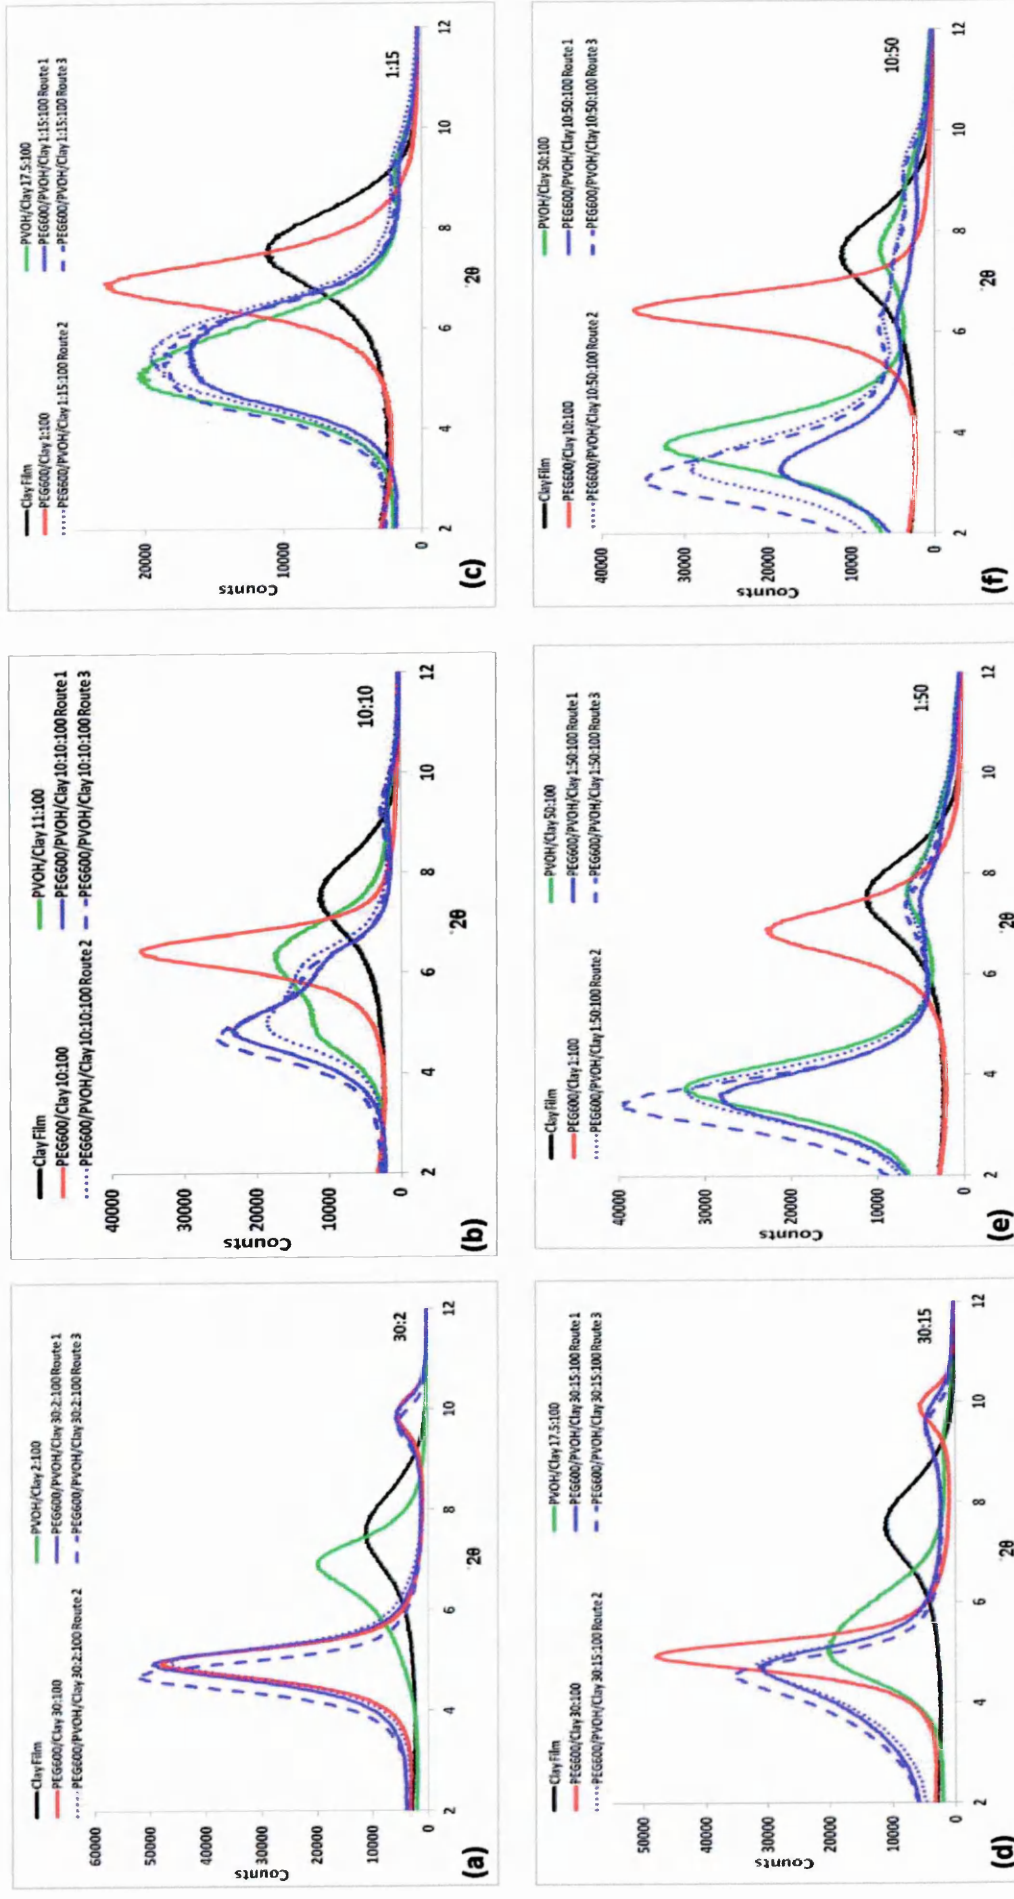 Clay Film
PVOH/Clay 2:100
PEG600/Clay 30:100
PEG600/PVOH/Clay 30:2:100 Route 1
PEG600/PVOH/Clay 30:2:100 Route 2
PEG600/PVOH/Clay 30:2:100 Route 3
60000
50000
40000
30000
20000
10000
0
Counts
30:2
2 4 6 8 10 12
°2θ
(a)
Clay Film
PVOH/Clay 11:100
PEG600/Clay 10:100
PEG600/PVOH/Clay 10:10:100 Route 1
PEG600/PVOH/Clay 10:10:100 Route 2
PEG600/PVOH/Clay 10:10:100 Route 3
40000
30000
20000
10000
0
Counts
10:10
2 4 6 8 10 12
°2θ
(b)
Clay Film
PVOH/Clay 17.5:100
PEG600/Clay 1:100
PEG600/PVOH/Clay 1:15:100 Route 1
PEG600/PVOH/Clay 1:15:100 Route 2
PEG600/PVOH/Clay 1:15:100 Route 3
20000
10000
0
Counts
1:15
2 4 6 8 10 12
°2θ
(c)
Clay Film
PVOH/Clay 17.5:100
PEG600/Clay 30:100
PEG600/PVOH/Clay 30:15:100 Route 1
PEG600/PVOH/Clay 30:15:100 Route 2
PEG600/PVOH/Clay 30:15:100 Route 3
50000
40000
30000
20000
10000
0
Counts
30:15
2 4 6 8 10 12
°2θ
(d)
Clay Film
PVOH/Clay 50:100
PEG600/Clay 1:100
PEG600/PVOH/Clay 1:50:100 Route 1
PEG600/PVOH/Clay 1:50:100 Route 2
PEG600/PVOH/Clay 1:50:100 Route 3
40000
30000
20000
10000
0
Counts
1:50
2 4 6 8 10 12
°2θ
(e)
Clay Film
PVOH/Clay 50:100
PEG600/Clay 10:100
PEG600/PVOH/Clay 10:50:100 Route 1
PEG600/PVOH/Clay 10:50:100 Route 2
PEG600/PVOH/Clay 10:50:100 Route 3
40000
30000
20000
10000
0
Counts
10:50
2 4 6 8 10 12
°2θ
(f)